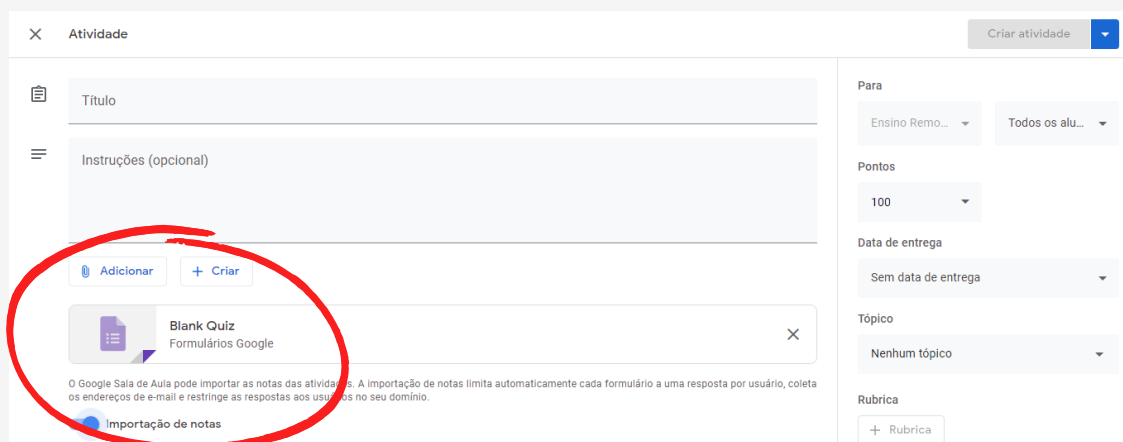 Atividade
Criar atividade
Título
Instruções (opcional)
Adicionar
Criar
Blank Quiz
Formulários Google
O Google Sala de Aula pode importar as notas das atividades. A importação de notas limita automaticamente cada formulário a uma resposta por usuário, coleta
os endereços de e-mail e restringe as respostas aos usuários no seu domínio.
Importação de notas
Para
Ensino Remo...
Todos os alu...
Pontos
100
Data de entrega
Sem data de entrega
Tópico
Nenhum tópico
Rubrica
+ Rubrica